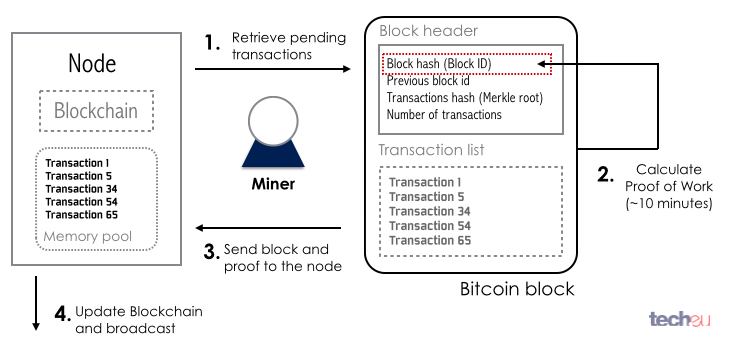 Node
Blockchain
Transaction 1
Transaction 5
Transaction 34
Transaction 54
Transaction 65
Memory pool
1. Retrieve pending
transactions
Miner
3. Send block and
proof to the node
4. Update Blockchain
and broadcast
Block header
Block hash (Block ID)
Previous block id
Transactions hash (Merkle root)
Number of transactions
Transaction list
Transaction 1
Transaction 5
Transaction 34
Transaction 54
Transaction 65
Bitcoin block
2. Calculate
Proof of Work
(~10 minutes)
techeu